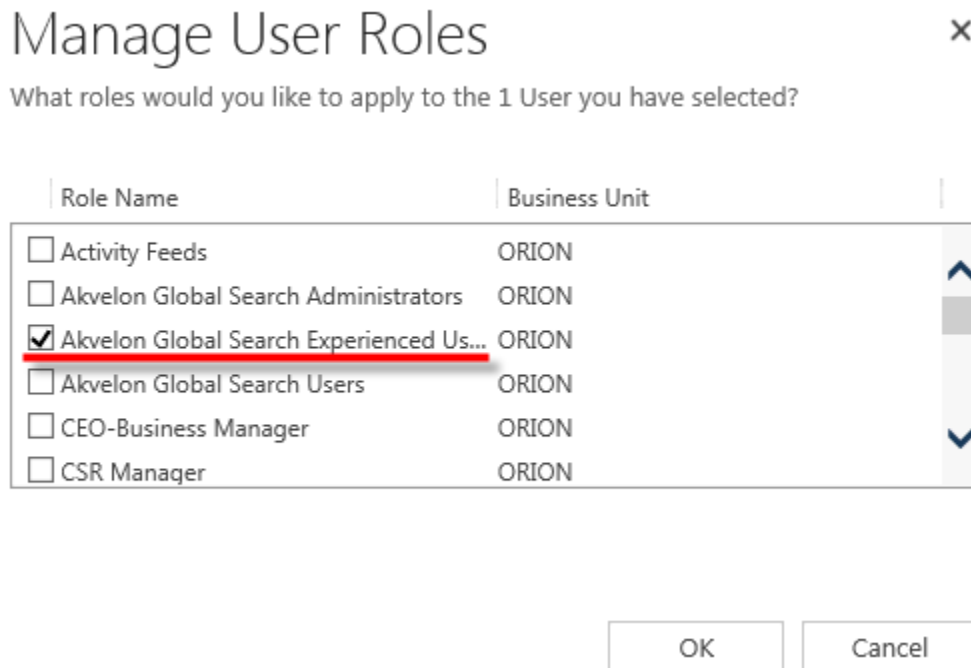 Manage User Roles
What roles would you like to apply to the 1 User you have selected?
Role Name Business Unit
Activity Feeds ORION
Akvelon Global Search Administrators ORION
Akvelon Global Search Experienced Us... ORION
Akvelon Global Search Users ORION
CEO-Business Manager ORION
CSR Manager ORION
OK Cancel